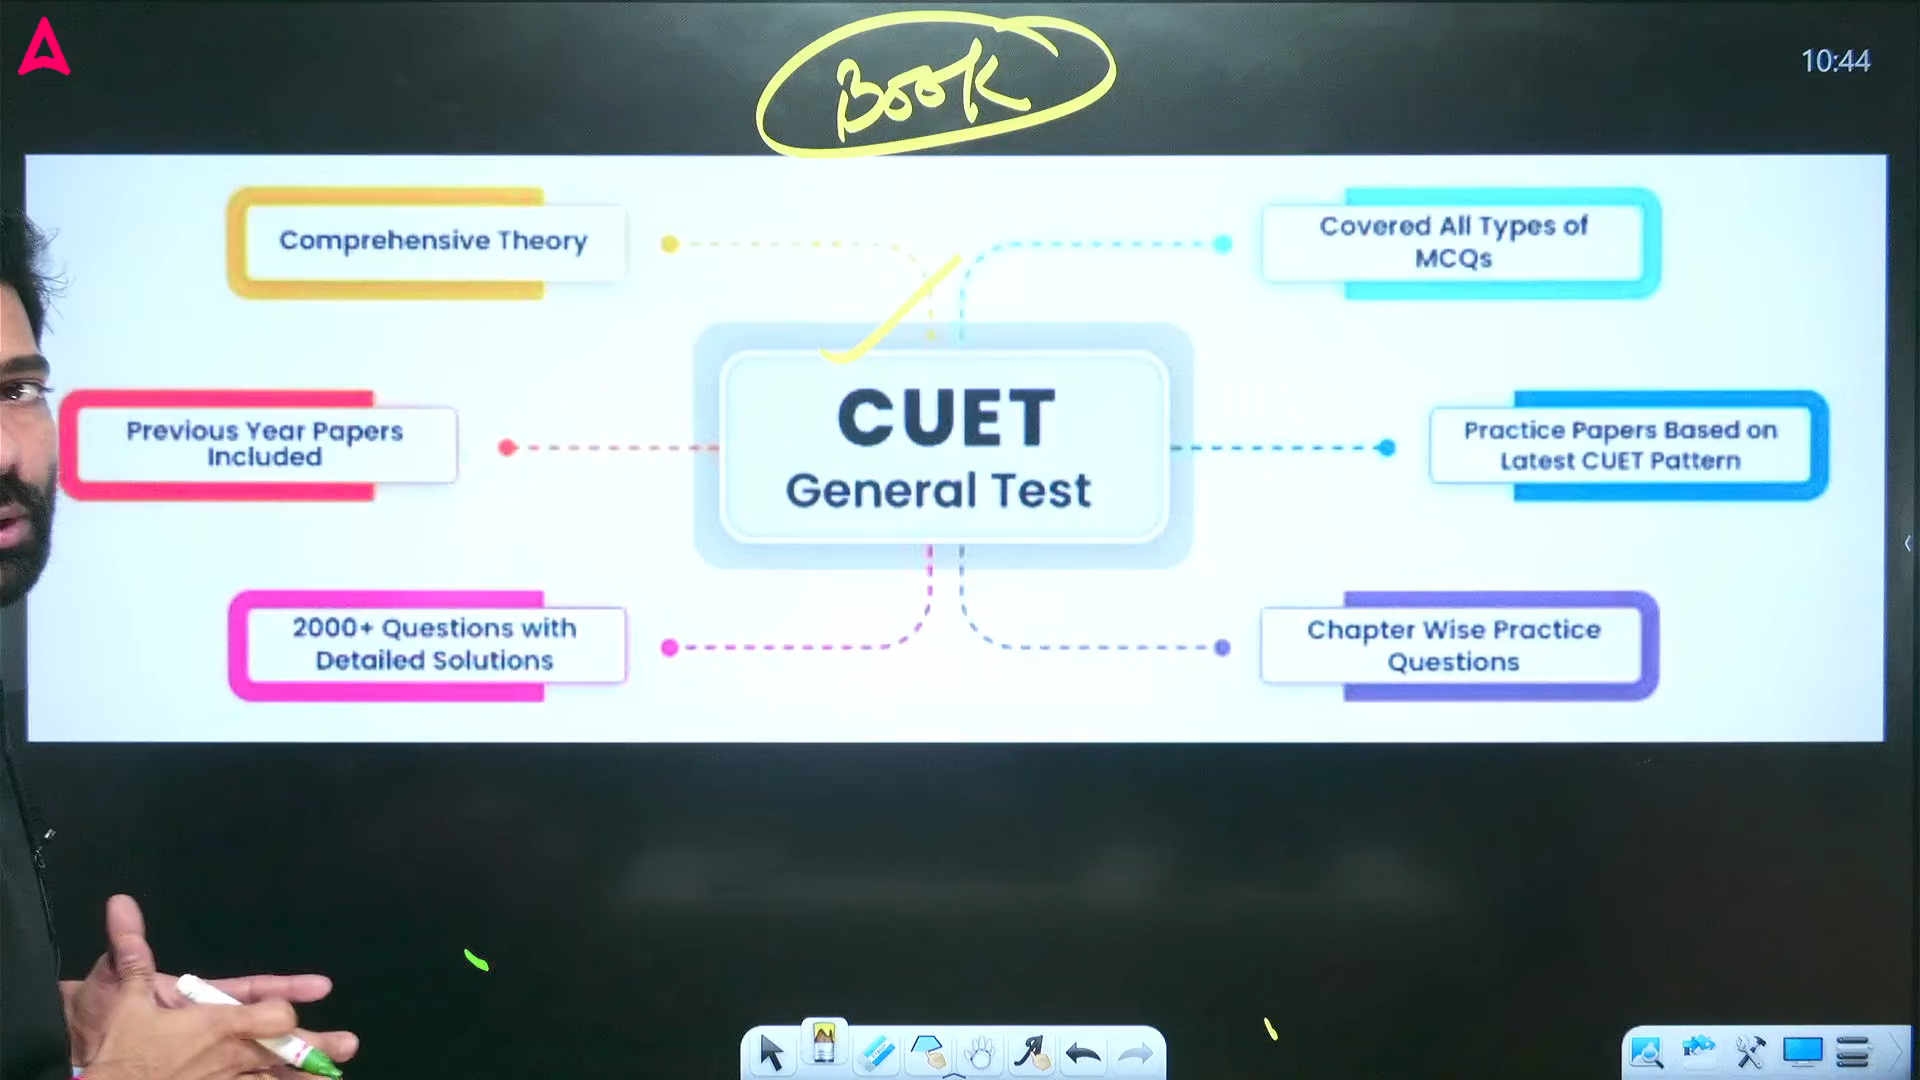 Book
10:44
Comprehensive Theory
Covered All Types of
MCQs
Previous Year Papers
Included
CUET
General Test
Practice Papers Based on
Latest CUET Pattern
2000+ Questions with
Detailed Solutions
Chapter Wise Practice
Questions